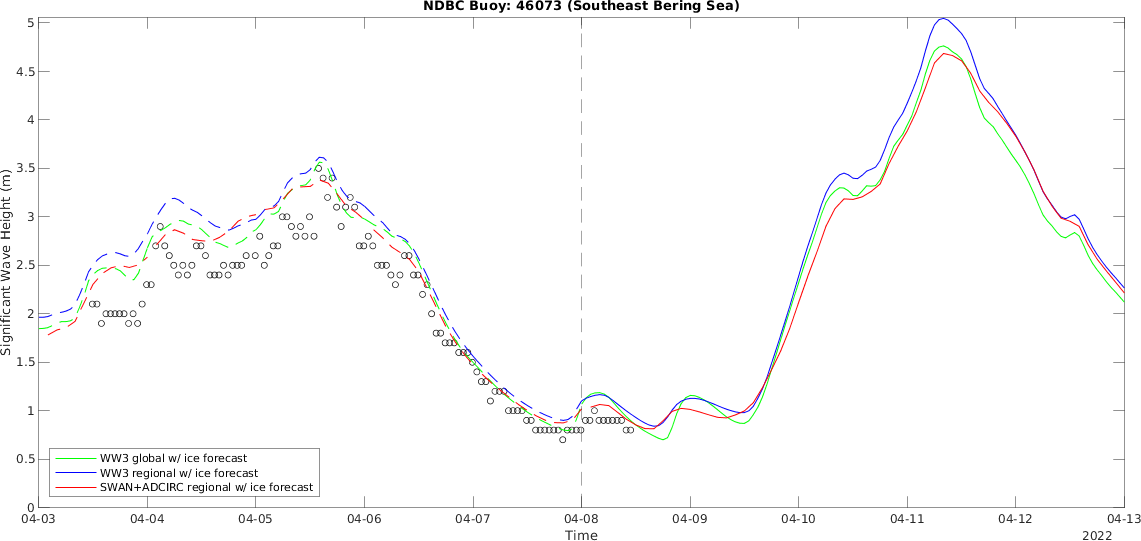 NDBC Buoy: 46073 (Southeast Bering Sea)
5
4.5
4
3.5
3
2.5
2
1.5
1
0.5
0
Significant Wave Height (m)
WW3 global w/ ice forecast
WW3 regional w/ ice forecast
SWAN+ADCIRC regional w/ ice forecast
04-03 04-04 04-05 04-06 04-07 04-08 04-09 04-10 04-11 04-12 04-13
Time
2022